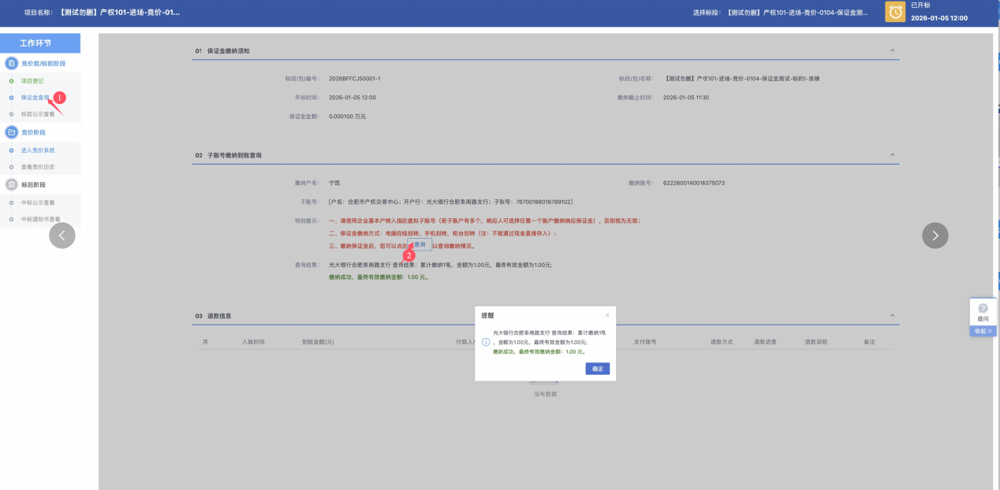 项目名称： 【测试勿删】产权101-进场-竞价-01...
选择标段： 【测试勿删】产权101-进场-竞价-0104-保证金测...
已开标
2026-01-05 12:00
工作环节
竞价前/标前阶段
项目登记
保证金查询
1
标前公示查看
竞价阶段
进入竞价系统
查看竞价历史
标后阶段
中标公示查看
中标通知书查看
01 保证金缴纳须知
标段(包)编号： 2026BFFCJ50001-1
标段(包)名称： 【测试勿删】产权101-进场-竞价-0104-保证金测试-标的1-连续
开标时间： 2026-01-05 12:00
缴纳截止时间： 2026-01-05 11:30
保证金金额： 0.000100 万元
02 子账号缴纳到账查询
缴纳户名： 宁凯
缴纳账号： 6222600140018375073
子账号： [户名：合肥市产权交易中心；开户行：光大银行合肥阜南路支行；子账号：76700188016789102]
特别提示： 一、请使用企业基本户转入指定虚拟子账号（若子账户有多个，响应人可选择任意一个账户缴纳响应保证金），否则视为无效；
二、保证金缴纳方式：电脑在线划转，手机划转，柜台划转（注：不能通过现金直接存入）；
三、缴纳保证金后，您可以点击 查询 以查询缴纳情况。
2
查询结果： 光大银行合肥阜南路支行 查询结果：累计缴纳1笔，金额为1.00元，最终有效金额为1.00元;
缴纳成功，最终有效缴纳金额：1.00 元。
03 退款信息
序 入账时间 到账金额(元) 付款人 支付账号 退款方式 退款进度 退款说明 备注
没有数据
提醒
×
光大银行合肥阜南路支行 查询结果：累计缴纳1笔
，金额为1.00元，最终有效金额为1.00元;
缴纳成功，最终有效缴纳金额：1.00 元。
确定
提问
收起 »